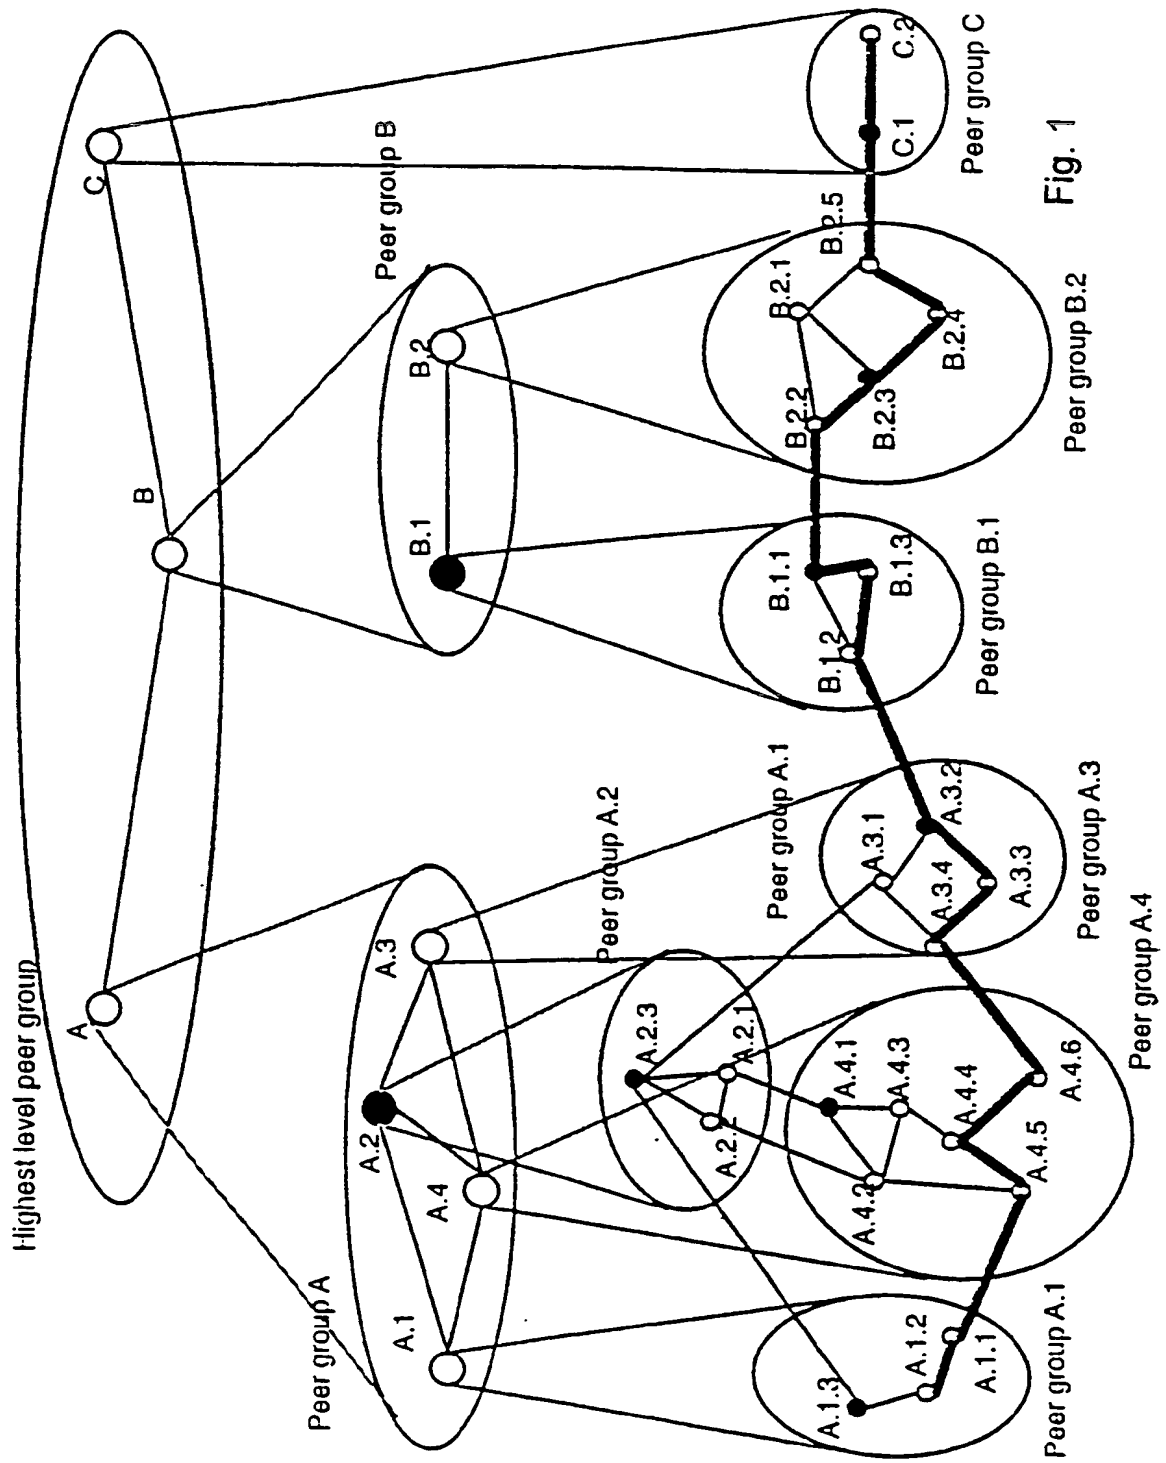 Highest level peer group
A
B
C
Peer group A
A.1
A.2
A.4
A.3
Peer group B
B.1
B.2
Peer group A.2
A.2.3
A.2.2
A.2.1
Peer group A.1
A.1.3
A.1.2
A.1.1
Peer group A.1
A.4.1
A.4.2
A.4.3
A.4.4
A.4.5
A.4.6
Peer group A.4
A.3.1
A.3.4
A.3.2
A.3.3
Peer group A.3
B.1.1
B.1.2
B.1.3
Peer group B.1
B.2.1
B.2.2
B.2.3
B.2.4
B.2.5
Peer group B.2
C.1
C.2
Peer group C
Fig. 1